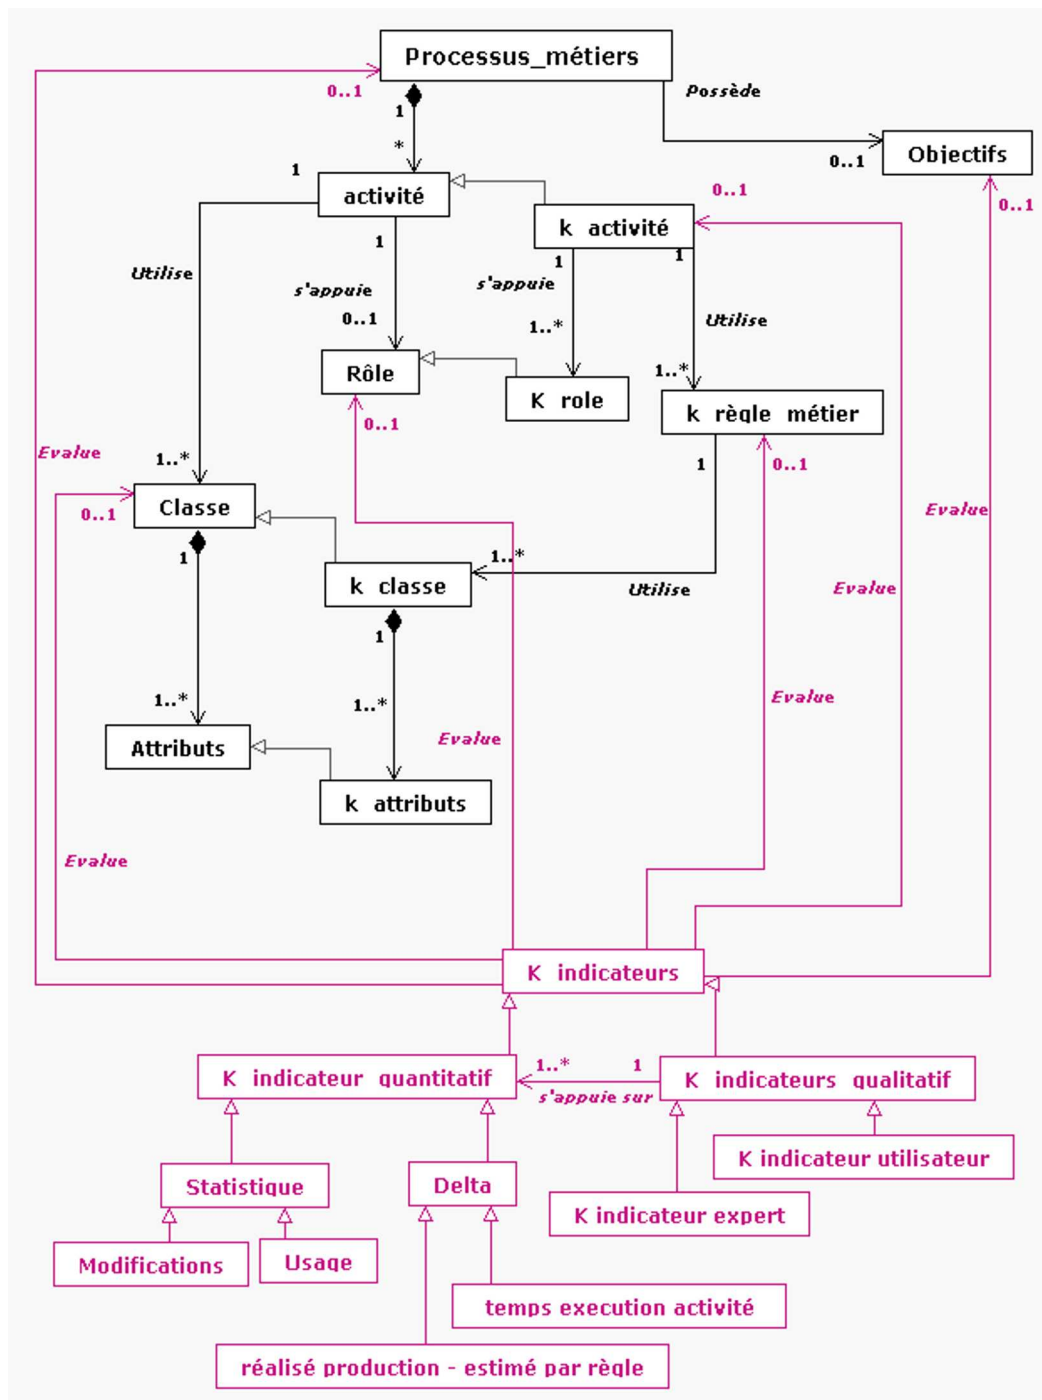 Processus_métiers
0..1
1
Possède
*
0..1
Objectifs
1
activité
0..1
0..1
k activité
1
1
1
Utilise
s'appuie
s'appuie
0..1
1..*
Utilise
Rôle
1..*
K role
k règle métier
0..1
Evalue
1..*
1
0..1
Classe
0..1
Evalue
1
1..*
k classe
Utilise
Evalue
1
1..*
1..*
Evalue
Attributs
Evalue
k attributs
Evalue
K indicateurs
K indicateur quantitatif
1..*
1
s'appuie sur
K indicateurs qualitatif
K indicateur utilisateur
Statistique
Delta
K indicateur expert
Modifications
Usage
temps execution activité
réalisé production - estimé par règle